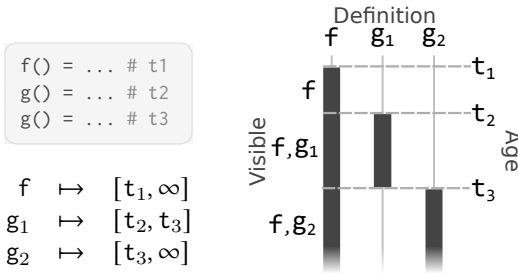 f() = ... # t1
g() = ... # t2
g() = ... # t3
f ↦ [t₁, ∞]
g₁ ↦ [t₂, t₃]
g₂ ↦ [t₃, ∞]
Definition
f g₁ g₂
t₁
f
t₂
f,g₁
Visible
Age
t₃
f,g₂